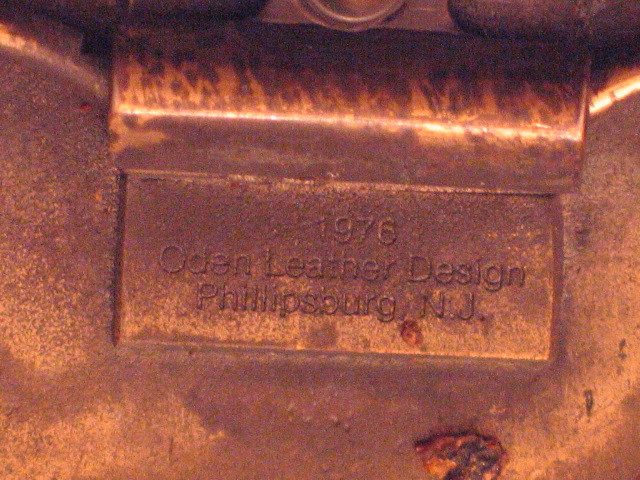 1976
Oden Leather Design
Phillipsburg, N.J.